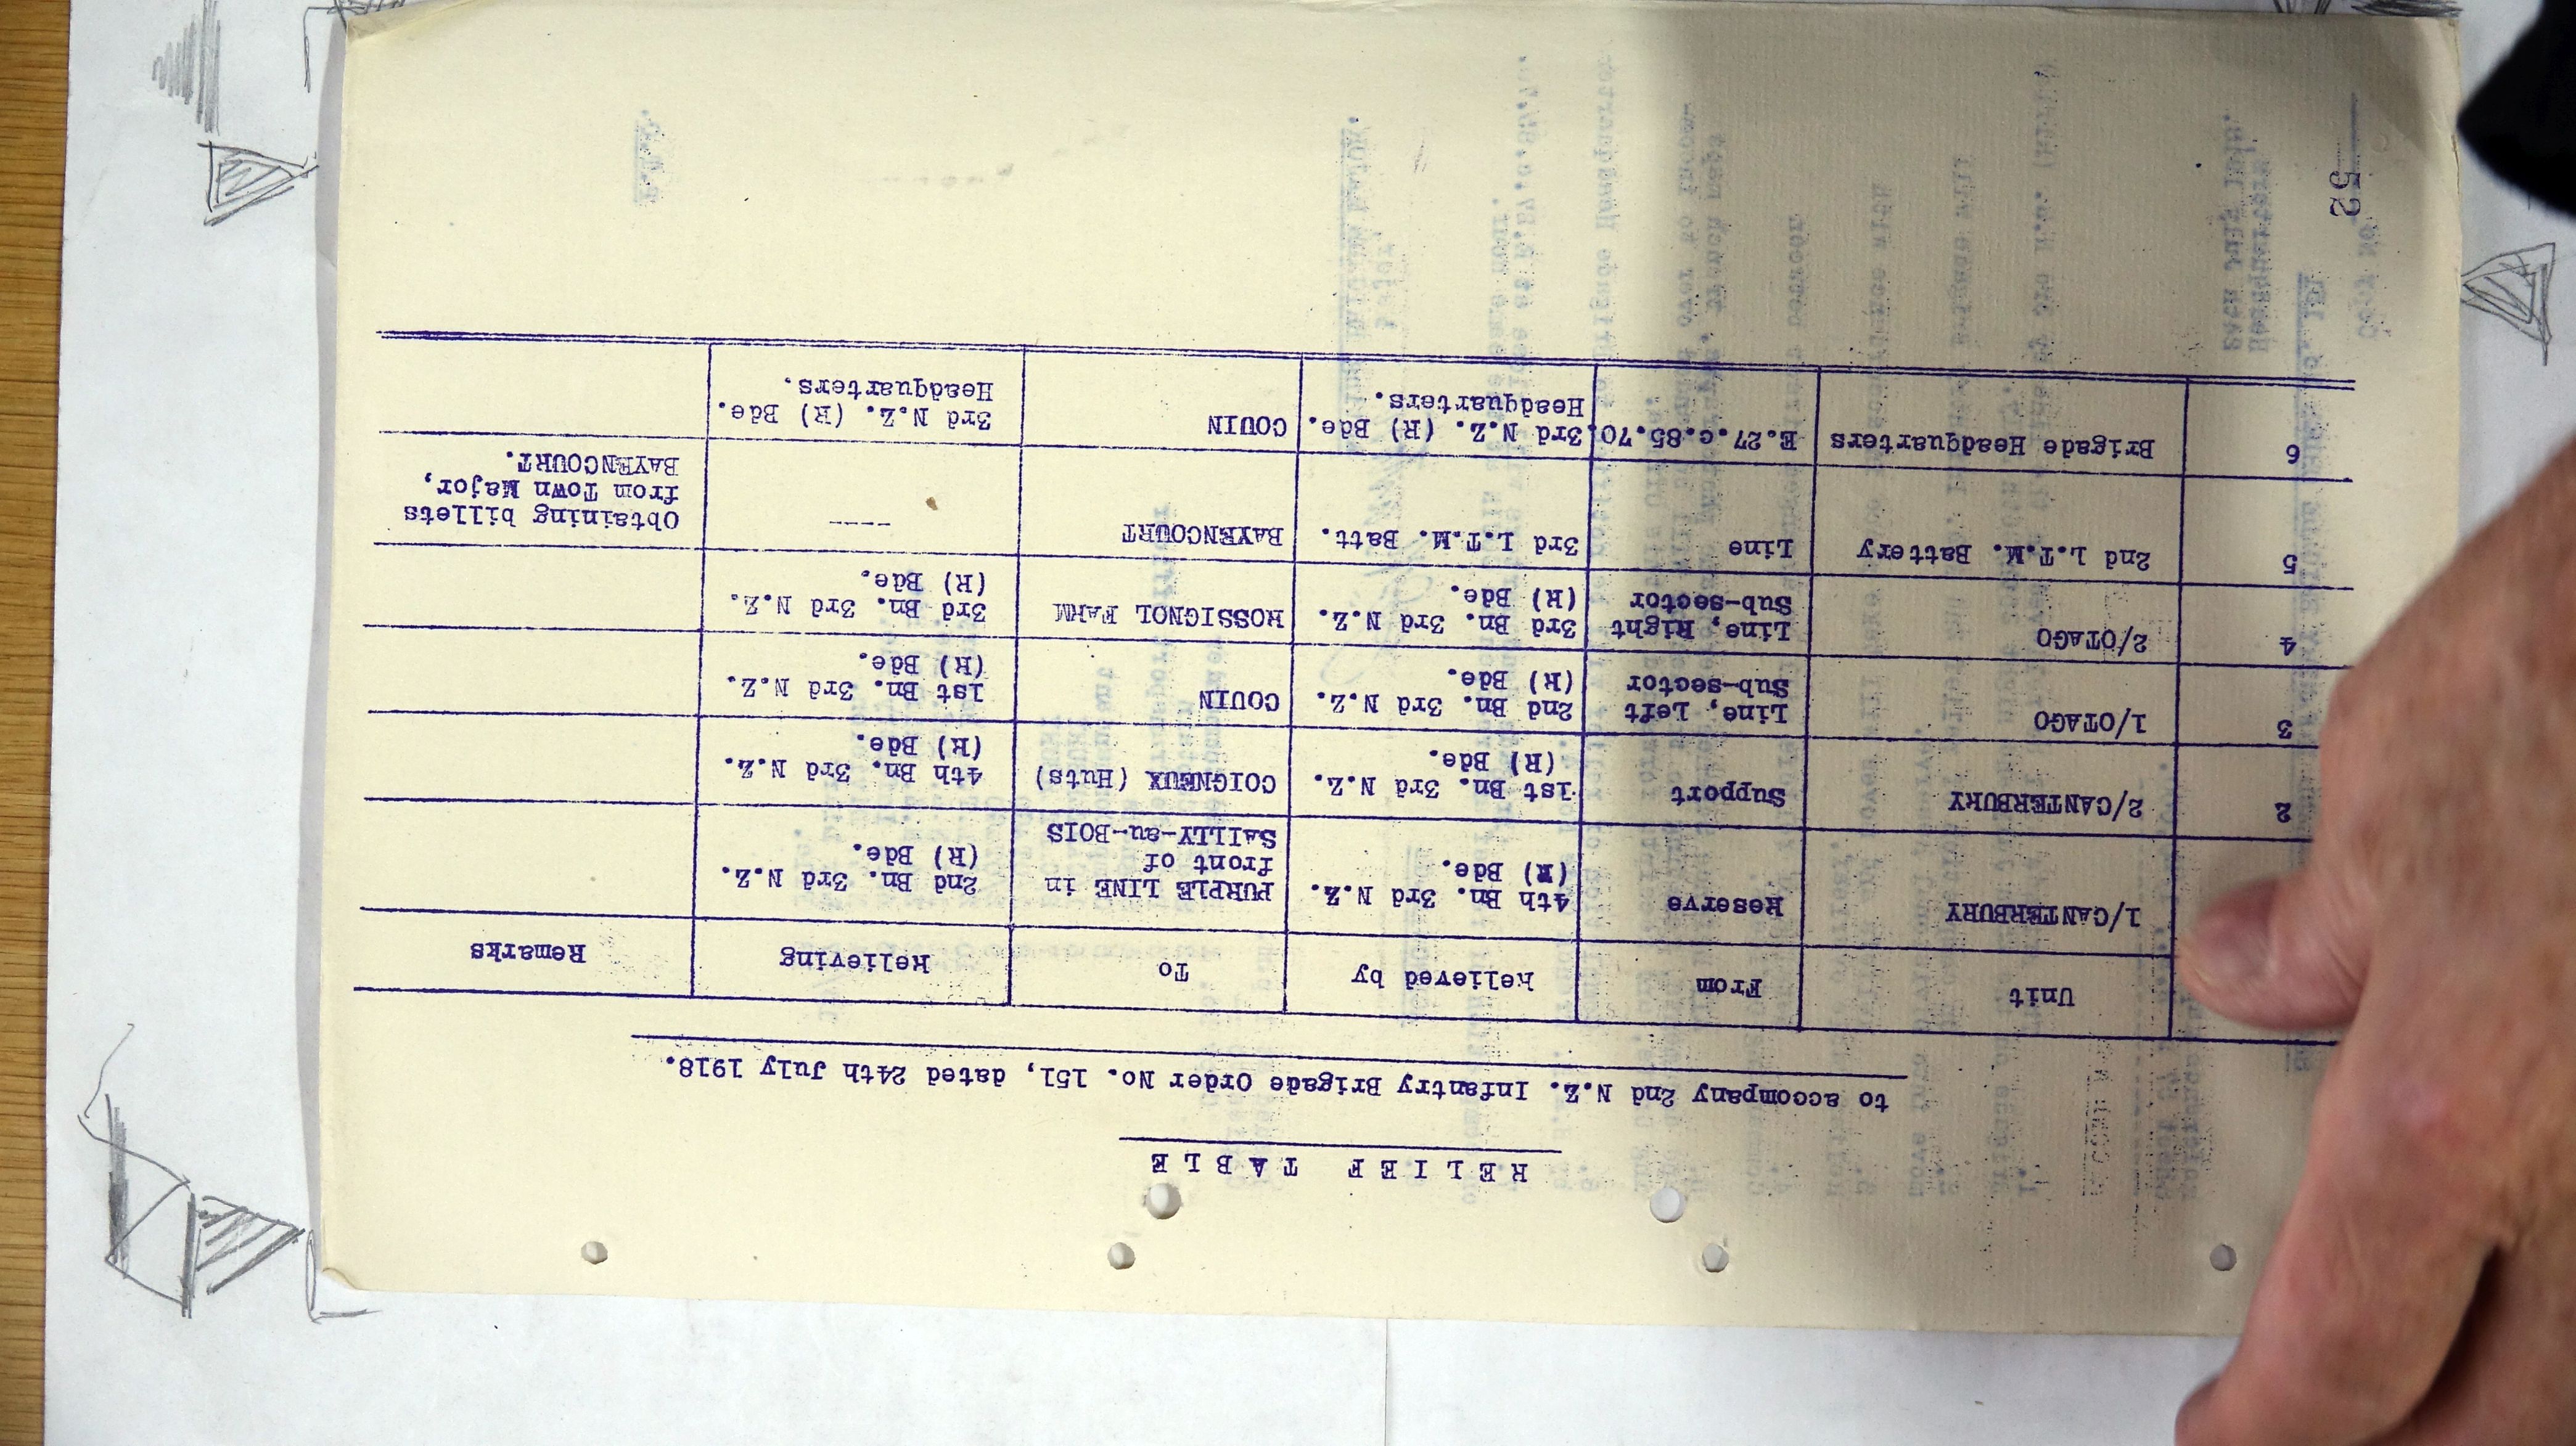 RELIEF TABLE
to accompany 2nd N.Z. Infantry Brigade Order No. 151, dated 24th July 1918.
Unit From Relieved by To Relieving Remarks
1/CANTERBURY Reserve 4th Bn. 3rd N.Z. (R) Bde. PURPLE LINE in front of SAILLY-au-BOIS 2nd Bn. 3rd N.Z. (R) Bde.
2 2/CANTERBURY Support 1st Bn. 3rd N.Z. (R) Bde. COIGNEUX (Huts) 4th Bn. 3rd N.Z. (R) Bde.
3 1/OTAGO Line, Left Sub-sector 2nd Bn. 3rd N.Z. (R) Bde. COUIN 1st Bn. 3rd N.Z. (R) Bde.
4 2/OTAGO Line, Right Sub-sector 3rd Bn. 3rd N.Z. (R) Bde. ROSSIGNOL FARM 3rd Bn. 3rd N.Z. (R) Bde.
5 2nd L.T.M. Battery Line 3rd L.T.M. Batt. BAYENCOURT ---- Obtaining billets from Town Major, BAYENCOURT.
6 Brigade Headquarters E.27.c.85.70. 3rd N.Z. (R) Bde. Headquarters. COUIN 3rd N.Z. (R) Bde. Headquarters.
52